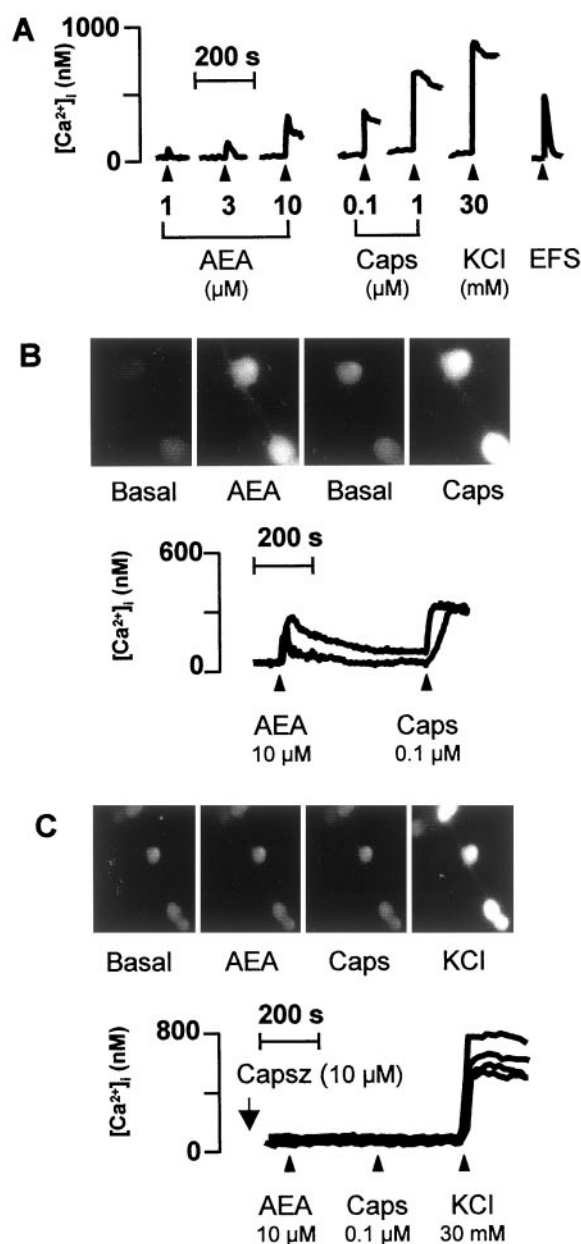 A
1000
200 s
[Ca²⁺]ᵢ (nM)
0
1 3 10 0.1 1 30
AEA Caps KCl EFS
(µM) (µM) (mM)
B
Basal AEA Basal Caps
600
200 s
[Ca²⁺]ᵢ (nM)
0
AEA Caps
10 µM 0.1 µM
C
Basal AEA Caps KCl
800
200 s
[Ca²⁺]ᵢ (nM)
Capsz (10 µM)
0
AEA Caps KCl
10 µM 0.1 µM 30 mM